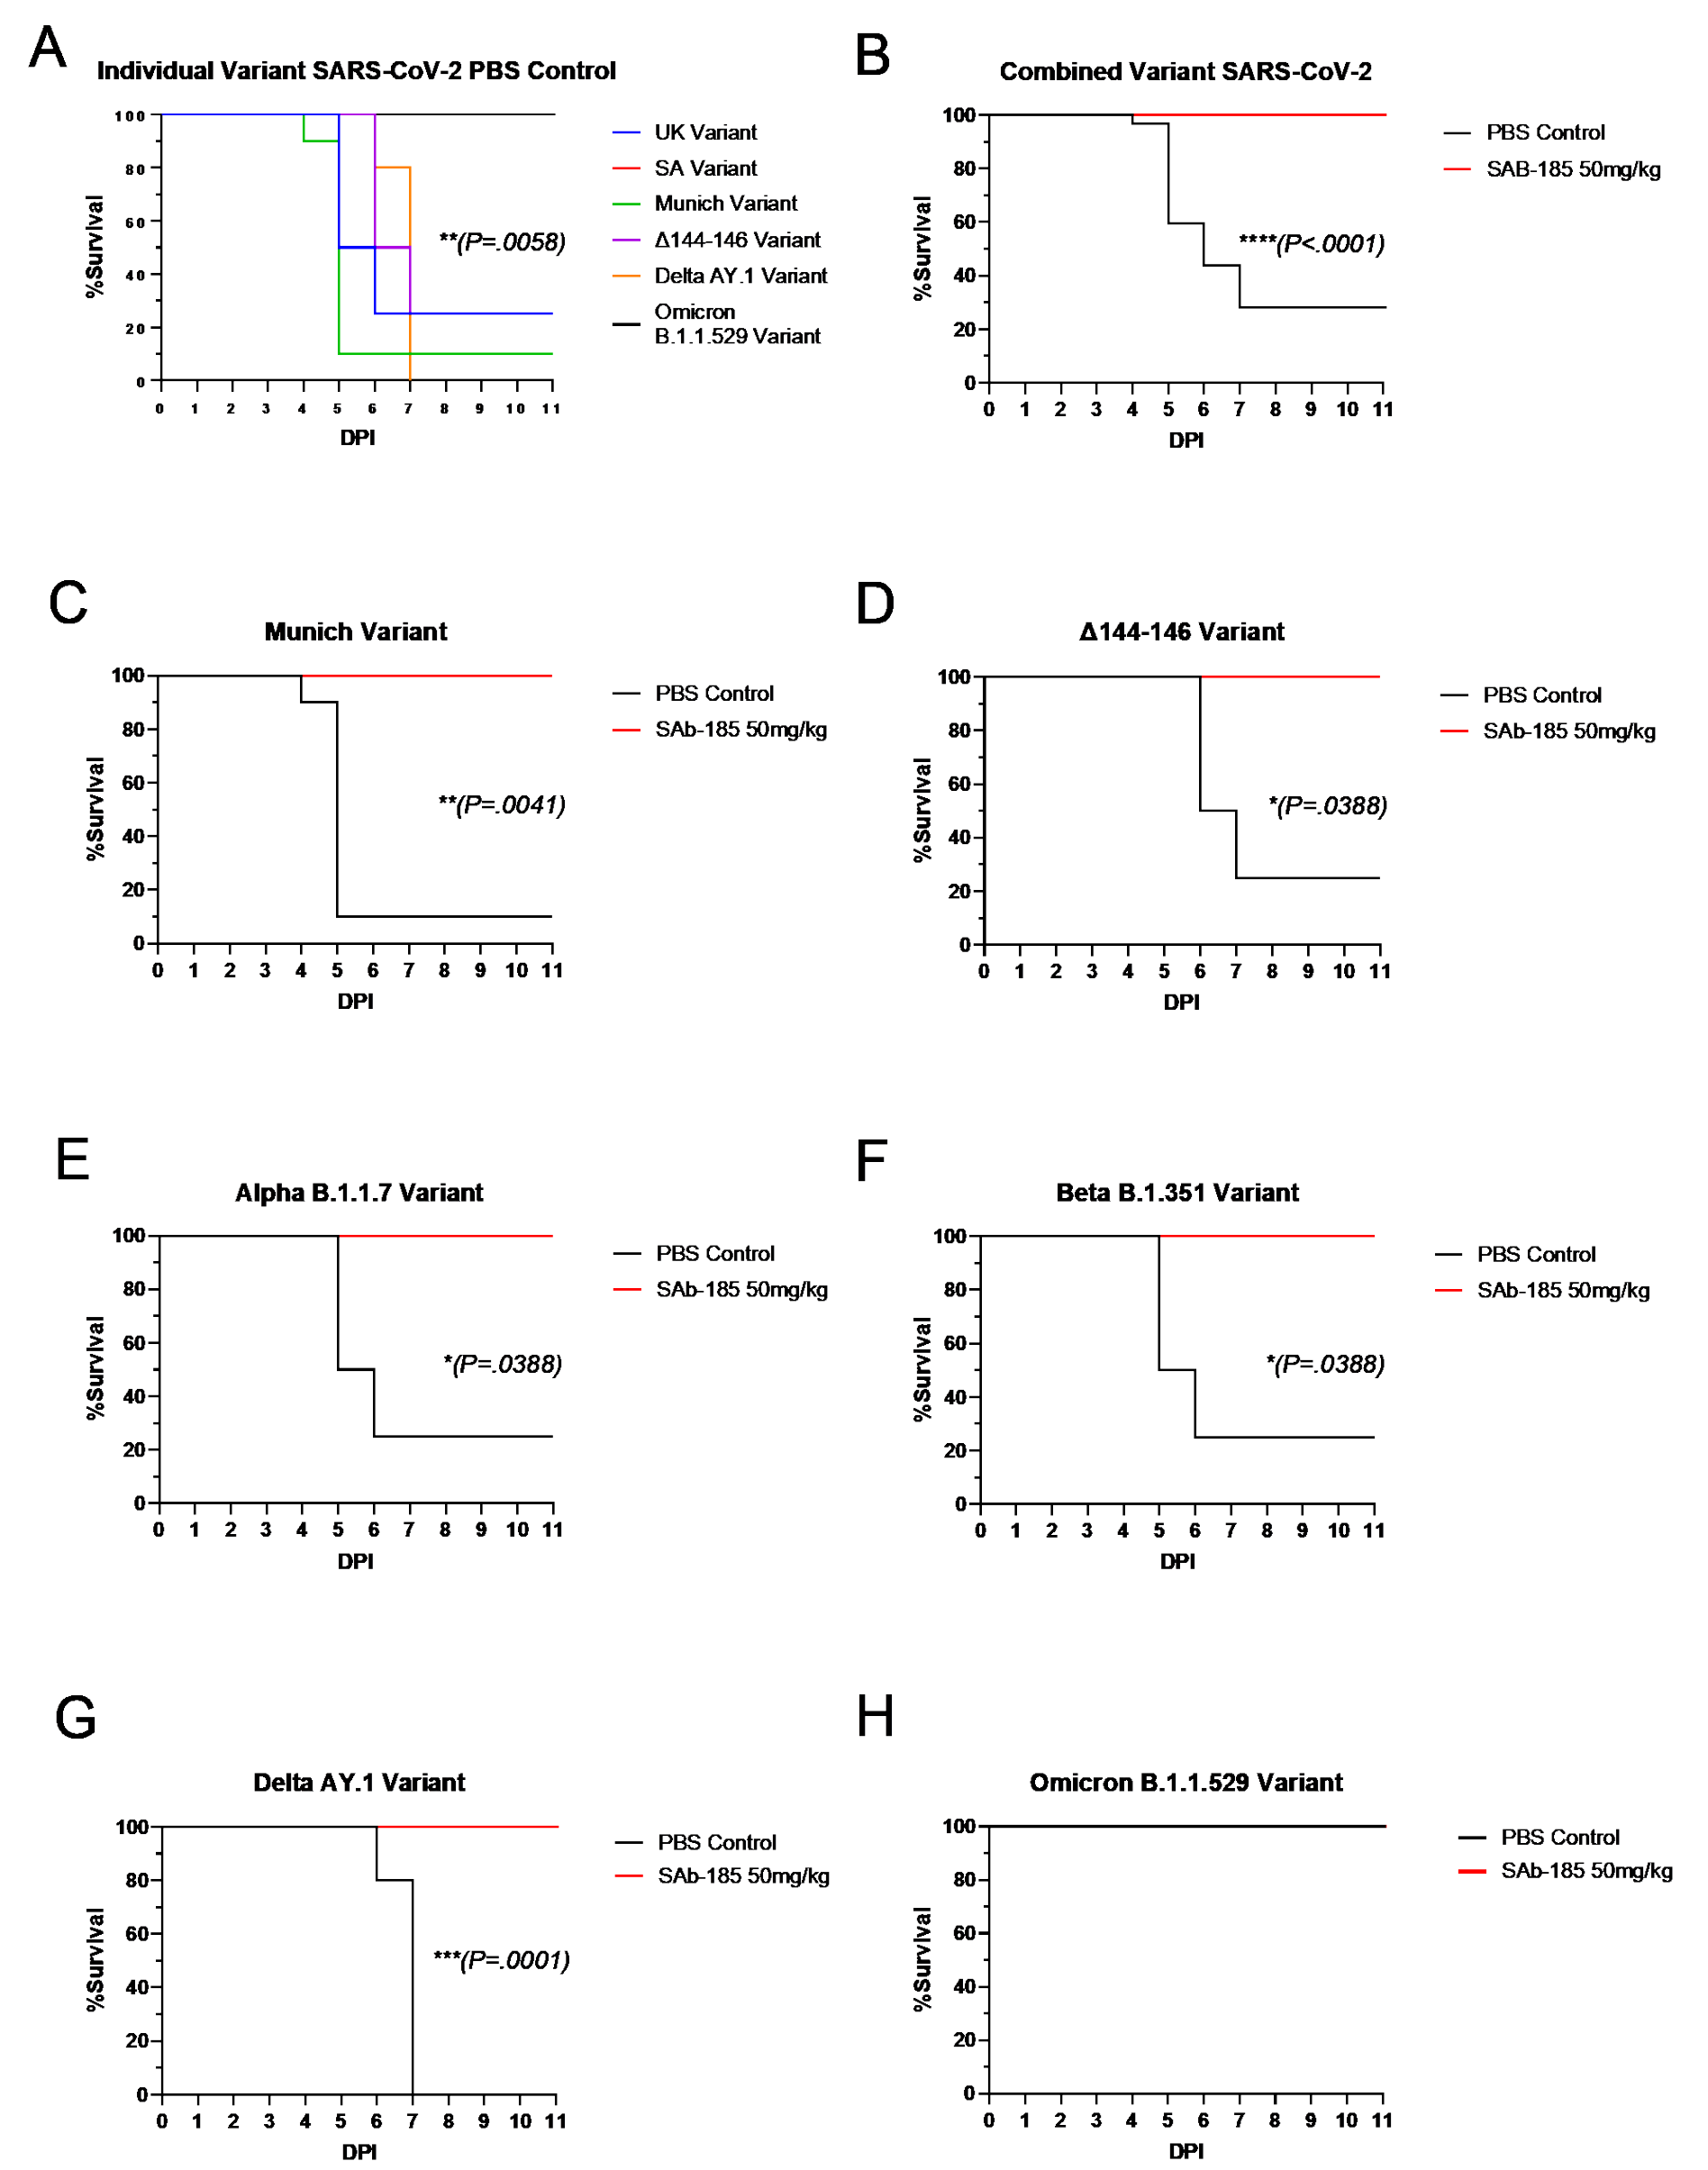 A
Individual Variant SARS-CoV-2 PBS Control
%Survival
100
80
60
40
20
0
0 1 2 3 4 5 6 7 8 9 10 11
DPI
**(P=.0058)
UK Variant
SA Variant
Munich Variant
Δ144-146 Variant
Delta AY.1 Variant
Omicron
B.1.1.529 Variant
B
Combined Variant SARS-CoV-2
%Survival
100
80
60
40
20
0
0 1 2 3 4 5 6 7 8 9 10 11
DPI
****(P<.0001)
PBS Control
SAB-185 50mg/kg
C
Munich Variant
%Survival
100
80
60
40
20
0
0 1 2 3 4 5 6 7 8 9 10 11
DPI
**(P=.0041)
PBS Control
SAb-185 50mg/kg
D
Δ144-146 Variant
%Survival
100
80
60
40
20
0
0 1 2 3 4 5 6 7 8 9 10 11
DPI
*(P=.0388)
PBS Control
SAb-185 50mg/kg
E
Alpha B.1.1.7 Variant
%Survival
100
80
60
40
20
0
0 1 2 3 4 5 6 7 8 9 10 11
DPI
*(P=.0388)
PBS Control
SAb-185 50mg/kg
F
Beta B.1.351 Variant
%Survival
100
80
60
40
20
0
0 1 2 3 4 5 6 7 8 9 10 11
DPI
*(P=.0388)
PBS Control
SAb-185 50mg/kg
G
Delta AY.1 Variant
%Survival
100
80
60
40
20
0
0 1 2 3 4 5 6 7 8 9 10 11
DPI
***(P=.0001)
PBS Control
SAb-185 50mg/kg
H
Omicron B.1.1.529 Variant
%Survival
100
80
60
40
20
0
0 1 2 3 4 5 6 7 8 9 10 11
DPI
PBS Control
SAb-185 50mg/kg